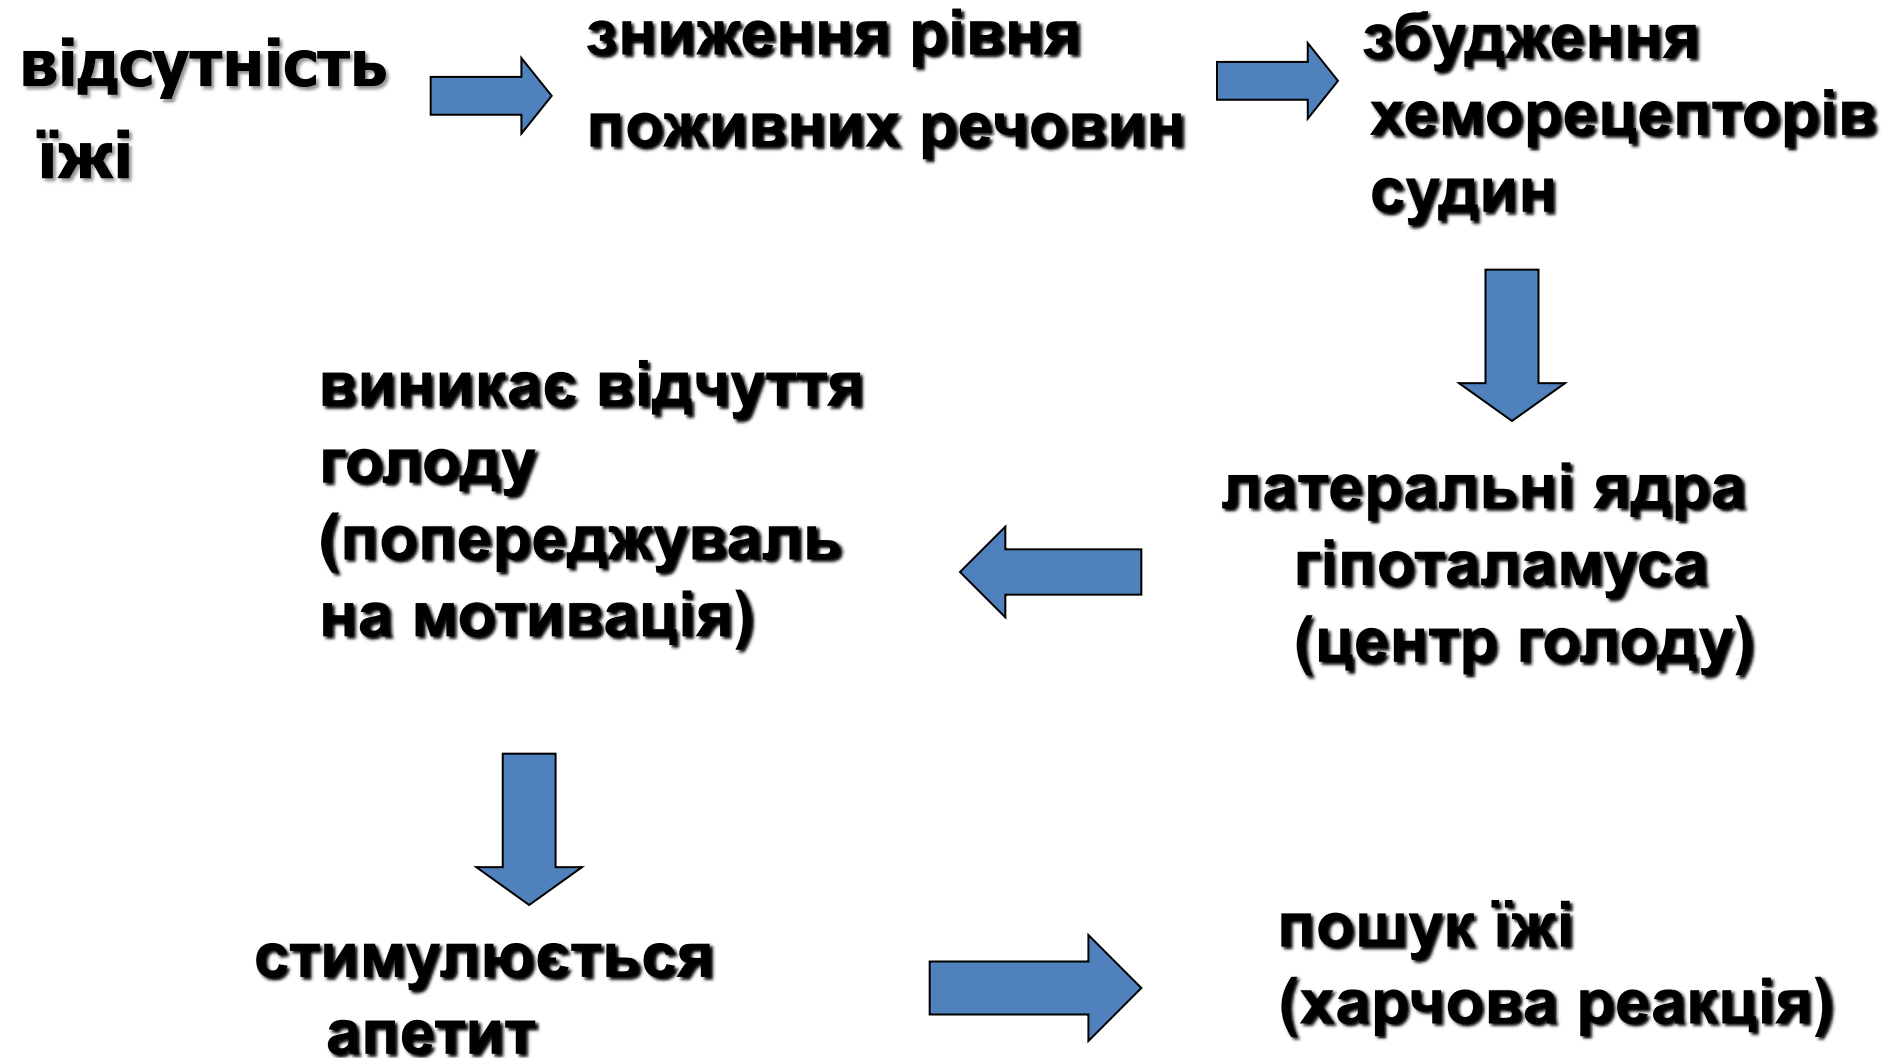 відсутність
їжі
зниження рівня
поживних речовин
збудження
хеморецепторів
судин
латеральні ядра
гіпоталамуса
(центр голоду)
виникає відчуття
голоду
(попереджуваль
на мотивація)
стимулюється
апетит
пошук їжі
(харчова реакція)